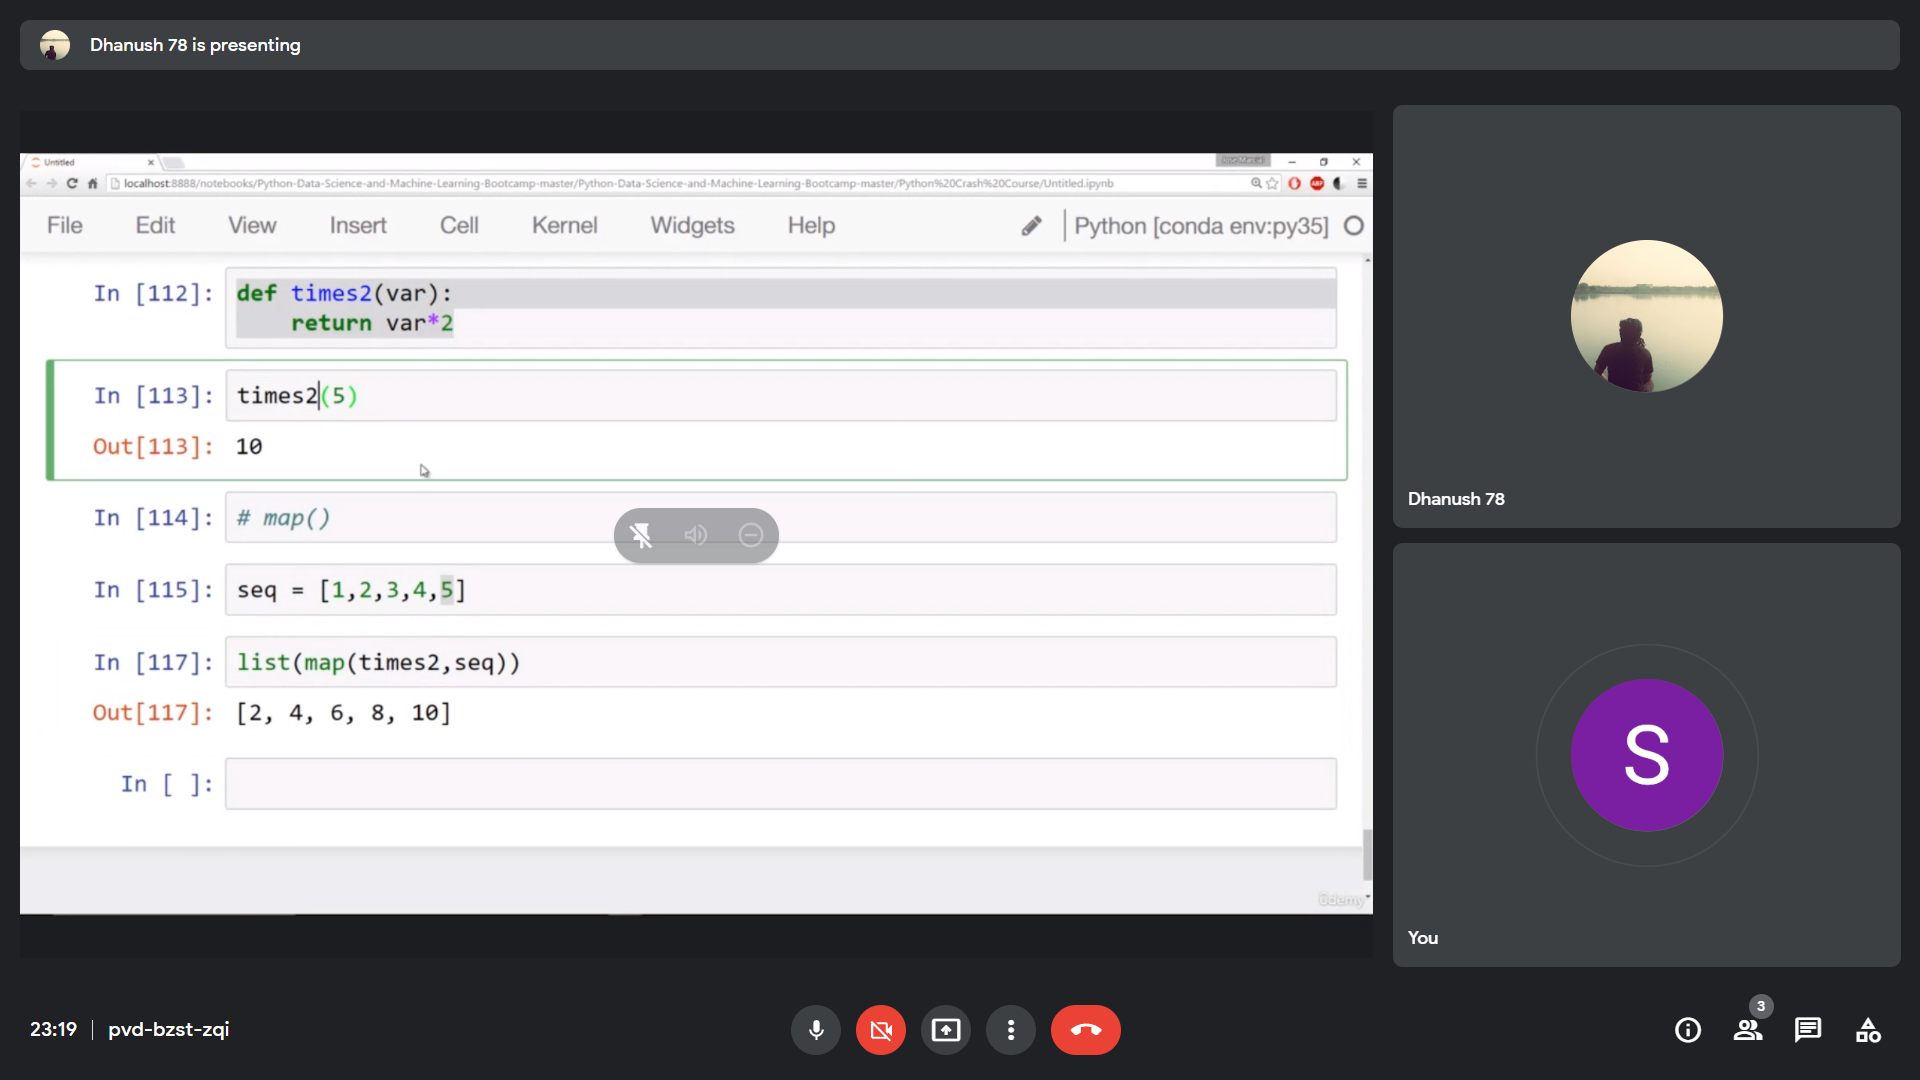 Dhanush 78 is presenting
Untitled
localhost:8888/notebooks/Python-Data-Science-and-Machine-Learning-Bootcamp-master/Python-Data-Science-and-Machine-Learning-Bootcamp-master/Python%20Crash%20Course/Untitled.ipynb
ABP
File Edit View Insert Cell Kernel Widgets Help Python [conda env:py35]
In [112]: def times2(var):
return var*2
In [113]: times2(5)
Out[113]: 10
In [114]: # map()
In [115]: seq = [1,2,3,4,5]
In [117]: list(map(times2,seq))
Out[117]: [2, 4, 6, 8, 10]
In [ ]:
udemy
Dhanush 78
S
You
23:19 | pvd-bzst-zqi
3